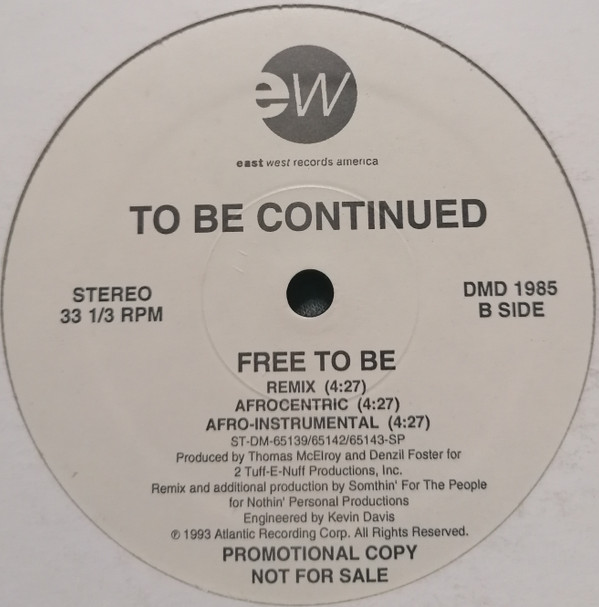 ew
east west records america
TO BE CONTINUED
STEREO
33 1/3 RPM
DMD 1985
B SIDE
FREE TO BE
REMIX (4:27)
AFROCENTRIC (4:27)
AFRO-INSTRUMENTAL (4:27)
ST-DM-65139/65142/65143-SP
Produced by Thomas McElroy and Denzil Foster for
2 Tuff-E-Nuff Productions, Inc.
Remix and additional production by Somthin' For The People
for Nothin' Personal Productions
Engineered by Kevin Davis
℗ 1993 Atlantic Recording Corp. All Rights Reserved.
PROMOTIONAL COPY
NOT FOR SALE